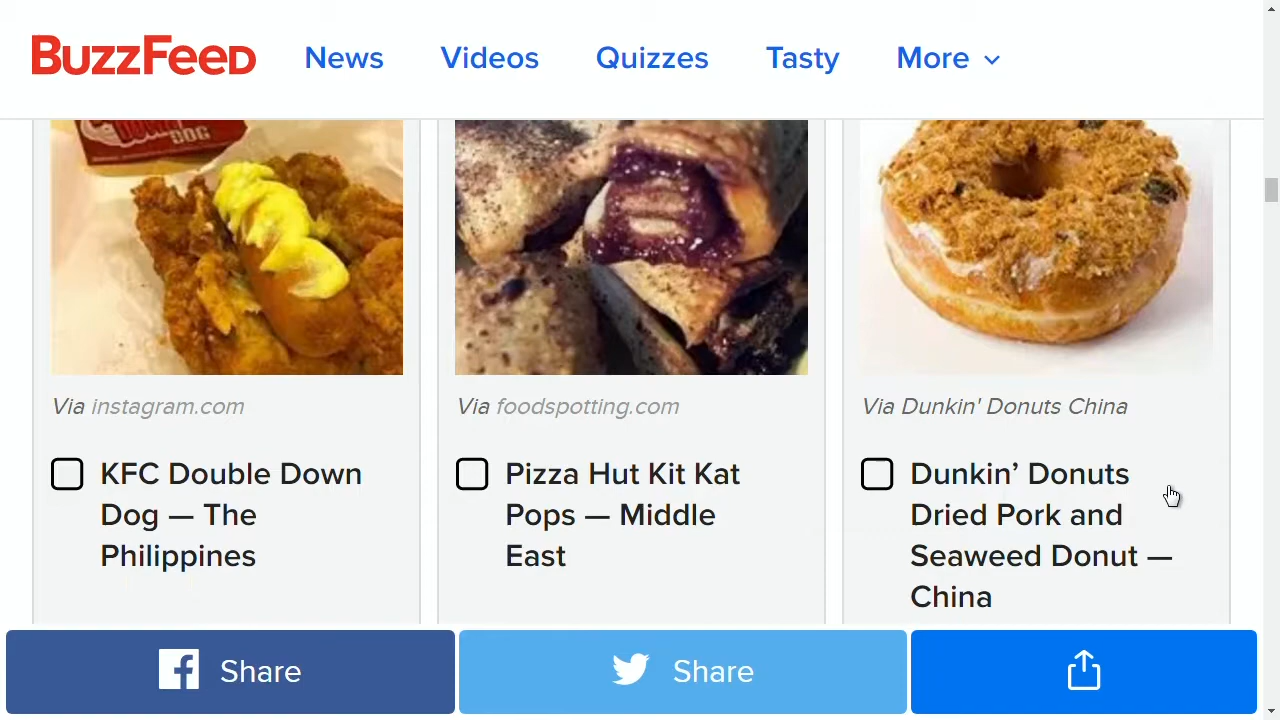 BuzzFeed News Videos Quizzes Tasty More
DOG
Via instagram.com
Via foodspotting.com
Via Dunkin' Donuts China
KFC Double Down
Dog — The
Philippines
Pizza Hut Kit Kat
Pops — Middle
East
Dunkin’ Donuts
Dried Pork and
Seaweed Donut —
China
Share
Share